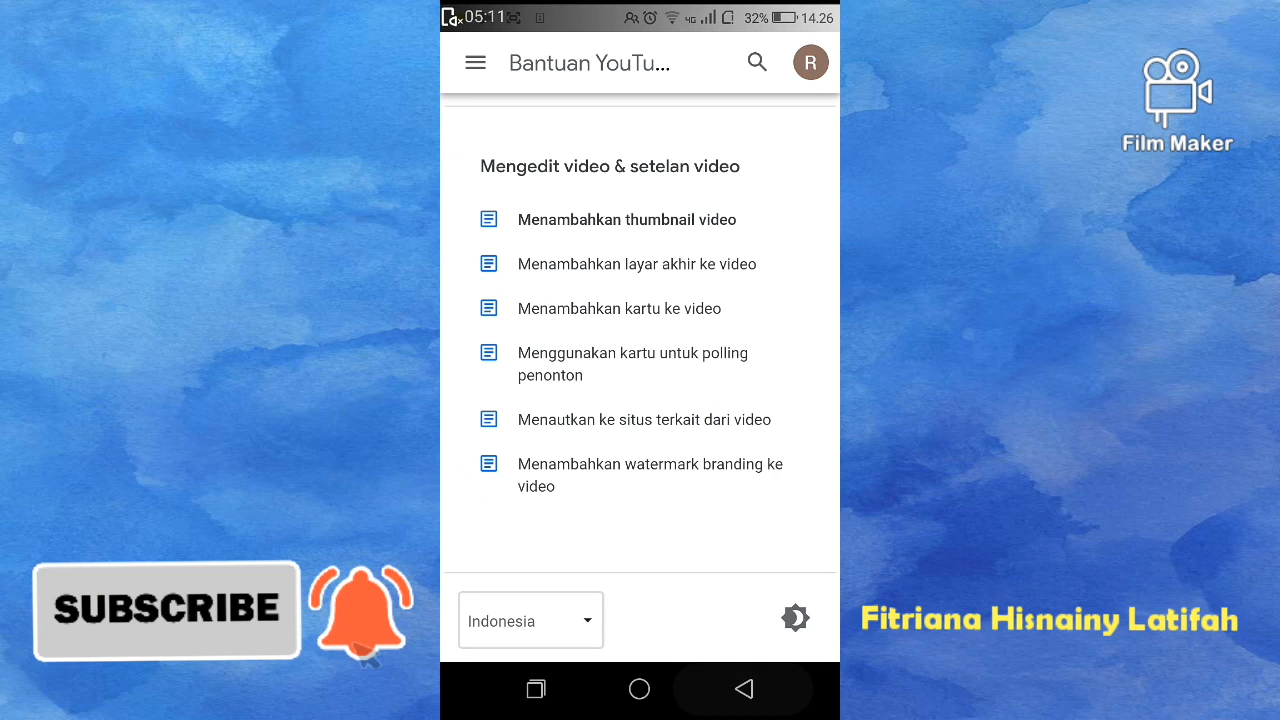 05:11
4G
32%
14.26
Bantuan YouTu...
R
Film Maker
Mengedit video & setelan video
Menambahkan thumbnail video
Menambahkan layar akhir ke video
Menambahkan kartu ke video
Menggunakan kartu untuk polling
penonton
Menautkan ke situs terkait dari video
Menambahkan watermark branding ke
video
SUBSCRIBE
Indonesia
Fitriana Hisnainy Latifah